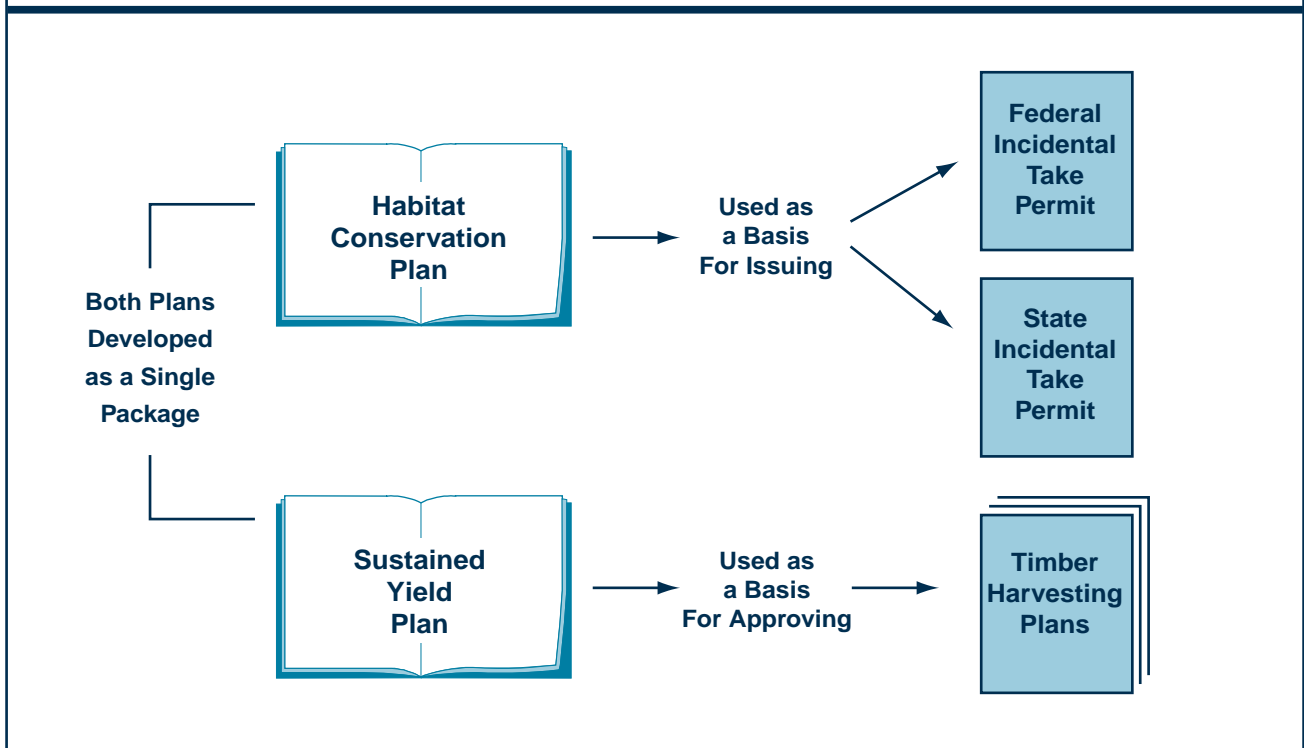 Both Plans
Developed
as a Single
Package
Habitat
Conservation
Plan
Used as
a Basis
For Issuing
Federal
Incidental
Take
Permit
State
Incidental
Take
Permit
Sustained
Yield
Plan
Used as
a Basis
For Approving
Timber
Harvesting
Plans